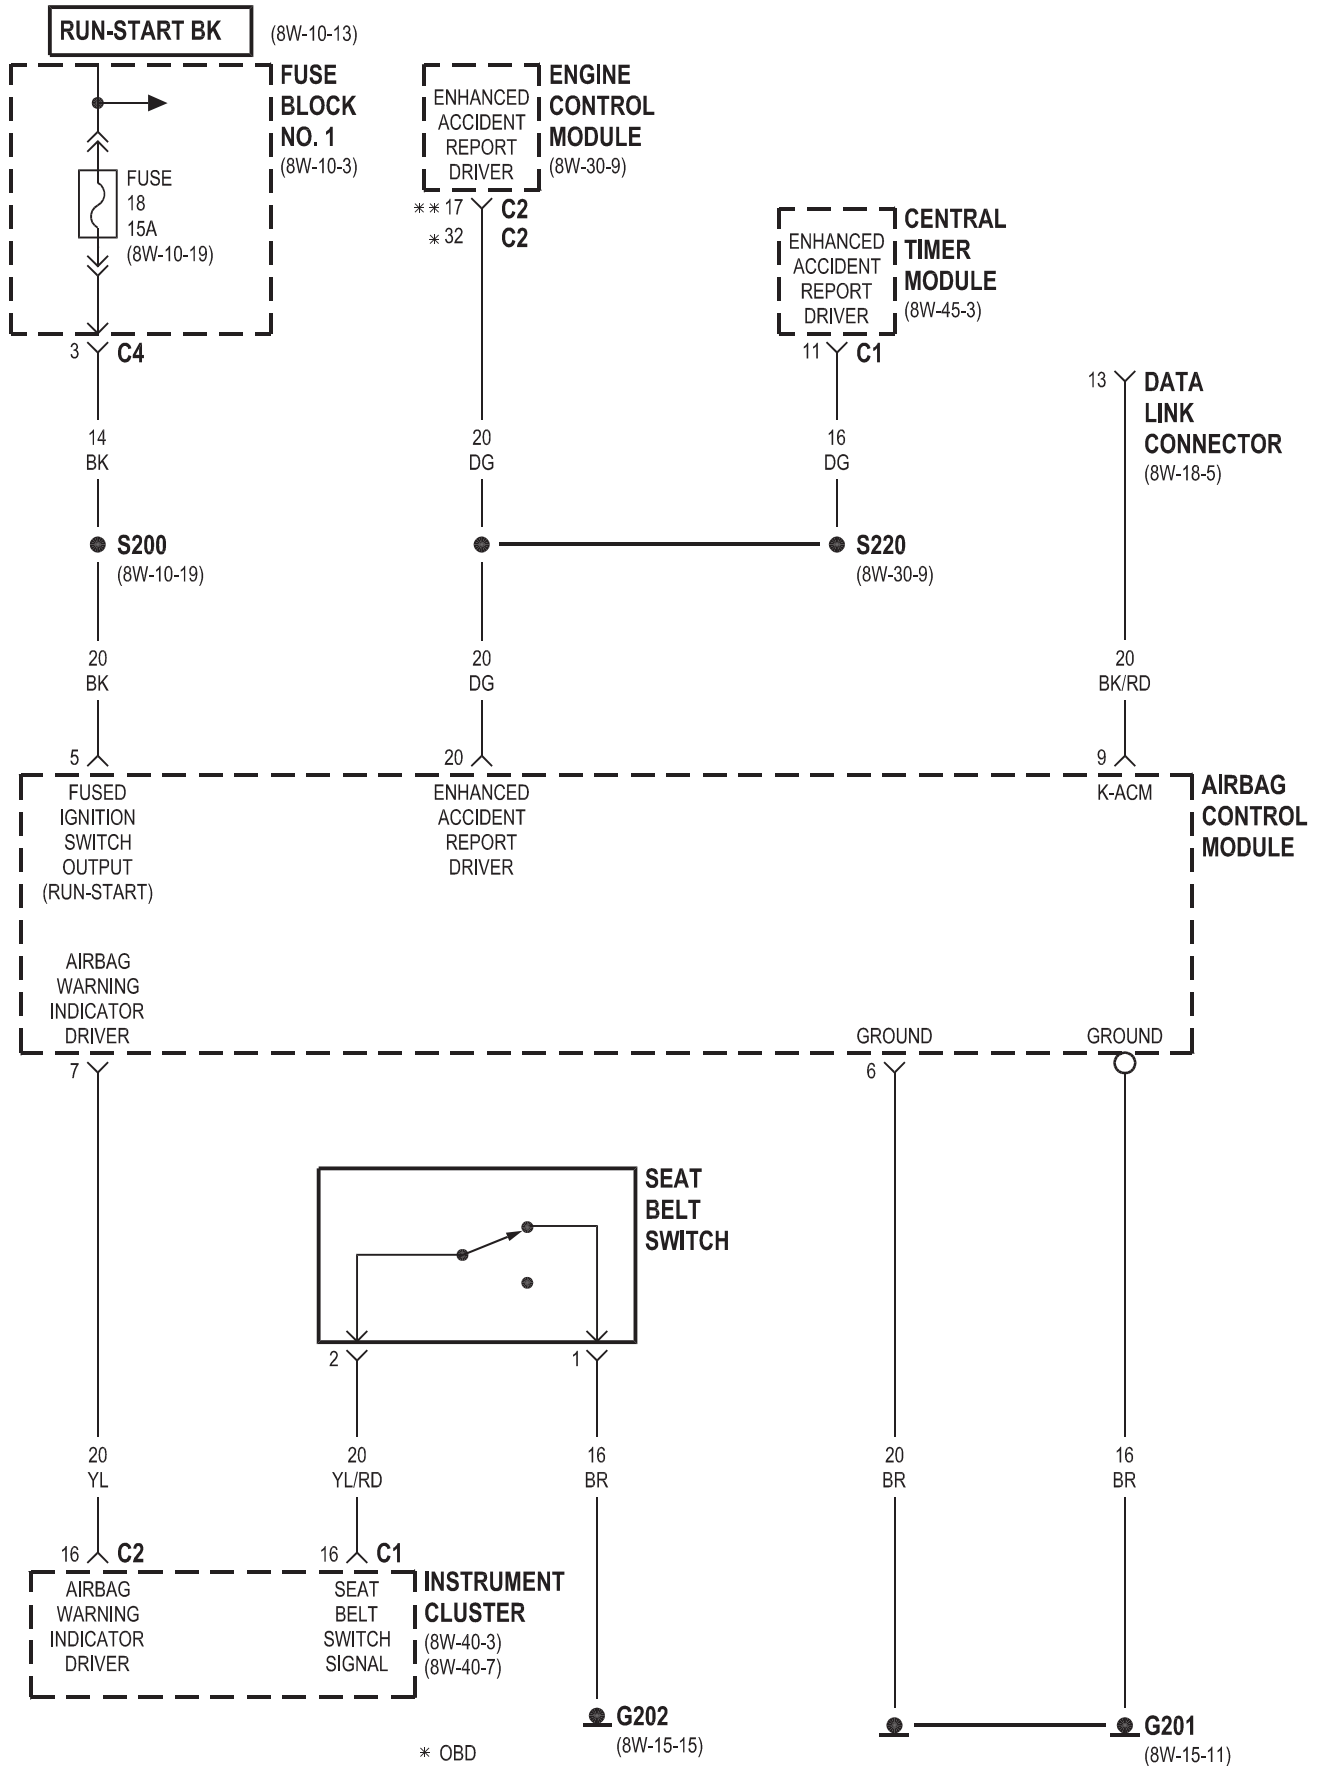 RUN-START BK (8W-10-13)
FUSE
BLOCK
NO. 1
(8W-10-3)
FUSE
18
15A
(8W-10-19)
3 C4
14
BK
S200
(8W-10-19)
20
BK
5
ENHANCED
ACCIDENT
REPORT
DRIVER
ENGINE
CONTROL
MODULE
(8W-30-9)
**17 C2
*32 C2
20
DG
20
DG
20
ENHANCED
ACCIDENT
REPORT
DRIVER
CENTRAL
TIMER
MODULE
(8W-45-3)
11 C1
16
DG
S220
(8W-30-9)
13 DATA
LINK
CONNECTOR
(8W-18-5)
20
BK/RD
9
FUSED
IGNITION
SWITCH
OUTPUT
(RUN-START)
ENHANCED
ACCIDENT
REPORT
DRIVER
K-ACM
AIRBAG
CONTROL
MODULE
AIRBAG
WARNING
INDICATOR
DRIVER
GROUND
GROUND
7
6
SEAT
BELT
SWITCH
2
1
20
YL
20
YL/RD
16
BR
20
BR
16
BR
16 C2
16 C1
AIRBAG
WARNING
INDICATOR
DRIVER
SEAT
BELT
SWITCH
SIGNAL
INSTRUMENT
CLUSTER
(8W-40-3)
(8W-40-7)
G202
(8W-15-15)
G201
(8W-15-11)
* OBD